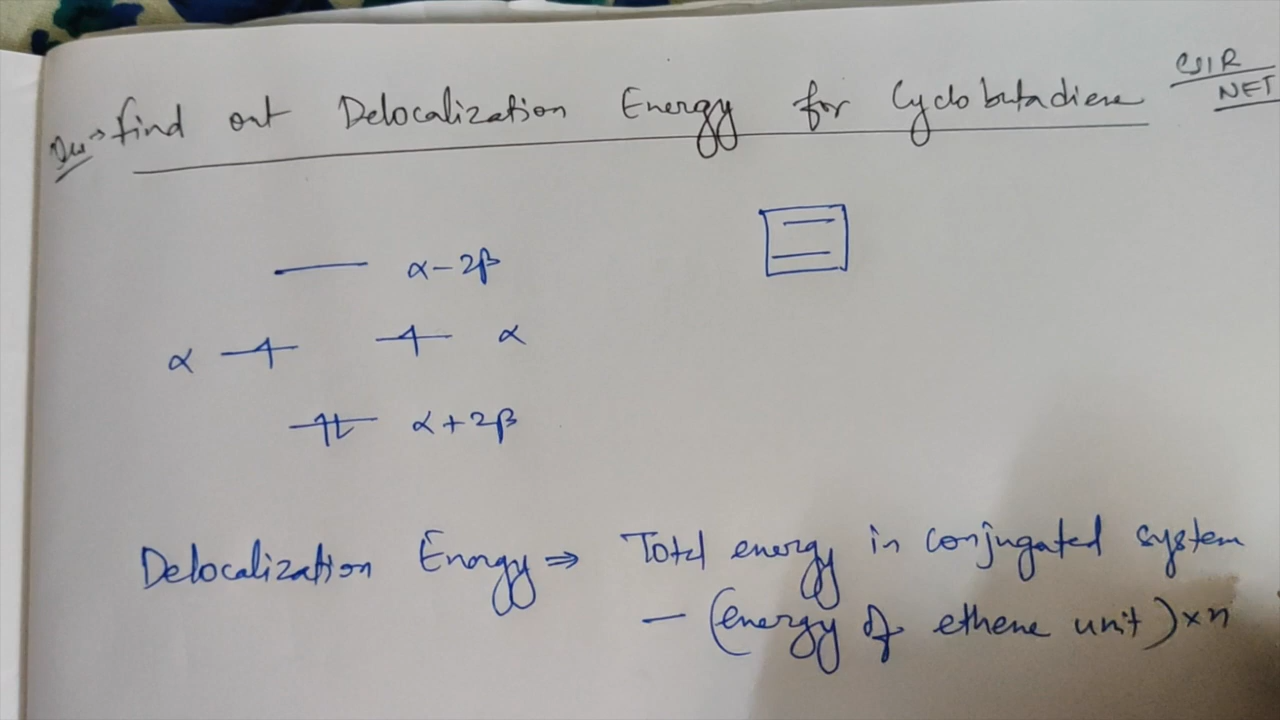 Qu → find out Delocalization Energy for Cyclobutadiene
CSIR
NET
α-2β
α α
α+2β
Delocalization Energy ⇒ Total energy in conjugated system
- (energy of ethene unit) × n